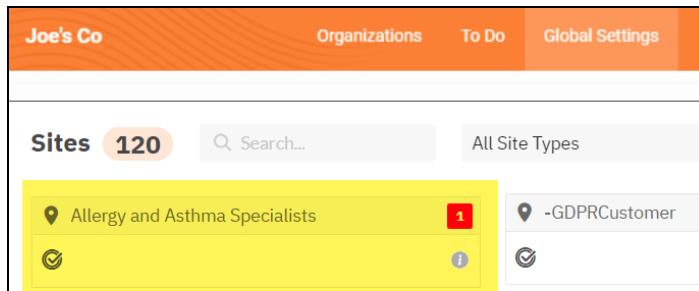 Joe's Co Organizations To Do Global Settings
Sites 120 Search... All Site Types
Allergy and Asthma Specialists 1 -GDPRCustomer
i